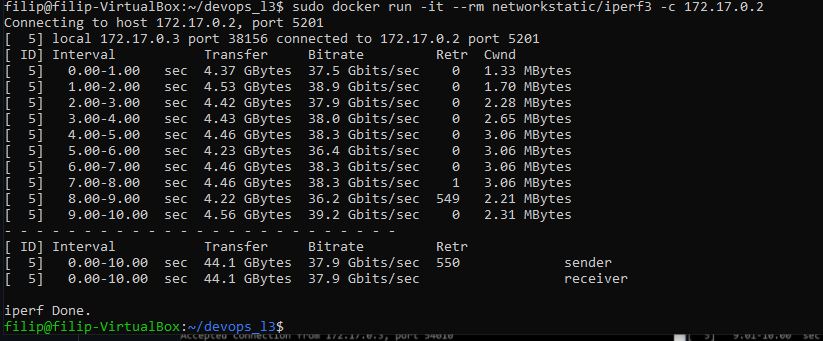 filip@filip-VirtualBox:~/devops_l3$ sudo docker run -it --rm networkstatic/iperf3 -c 172.17.0.2
Connecting to host 172.17.0.2, port 5201
[  5] local 172.17.0.3 port 38156 connected to 172.17.0.2 port 5201
[ ID] Interval           Transfer     Bitrate         Retr  Cwnd
[  5]   0.00-1.00   sec  4.37 GBytes  37.5 Gbits/sec    0   1.33 MBytes
[  5]   1.00-2.00   sec  4.53 GBytes  38.9 Gbits/sec    0   1.70 MBytes
[  5]   2.00-3.00   sec  4.42 GBytes  37.9 Gbits/sec    0   2.28 MBytes
[  5]   3.00-4.00   sec  4.43 GBytes  38.0 Gbits/sec    0   2.65 MBytes
[  5]   4.00-5.00   sec  4.46 GBytes  38.3 Gbits/sec    0   3.06 MBytes
[  5]   5.00-6.00   sec  4.23 GBytes  36.4 Gbits/sec    0   3.06 MBytes
[  5]   6.00-7.00   sec  4.46 GBytes  38.3 Gbits/sec    0   3.06 MBytes
[  5]   7.00-8.00   sec  4.46 GBytes  38.3 Gbits/sec    1   3.06 MBytes
[  5]   8.00-9.00   sec  4.22 GBytes  36.2 Gbits/sec  549   2.21 MBytes
[  5]   9.00-10.00  sec  4.56 GBytes  39.2 Gbits/sec    0   2.31 MBytes
- - - - - - - - - - - - - - - - - - - - - - - - -
[ ID] Interval           Transfer     Bitrate         Retr
[  5]   0.00-10.00  sec  44.1 GBytes  37.9 Gbits/sec  550             sender
[  5]   0.00-10.00  sec  44.1 GBytes  37.9 Gbits/sec                  receiver
iperf Done.
filip@filip-VirtualBox:~/devops_l3$
Accepted connection from 172.17.0.3, port [  5]   9.01-10.00  sec